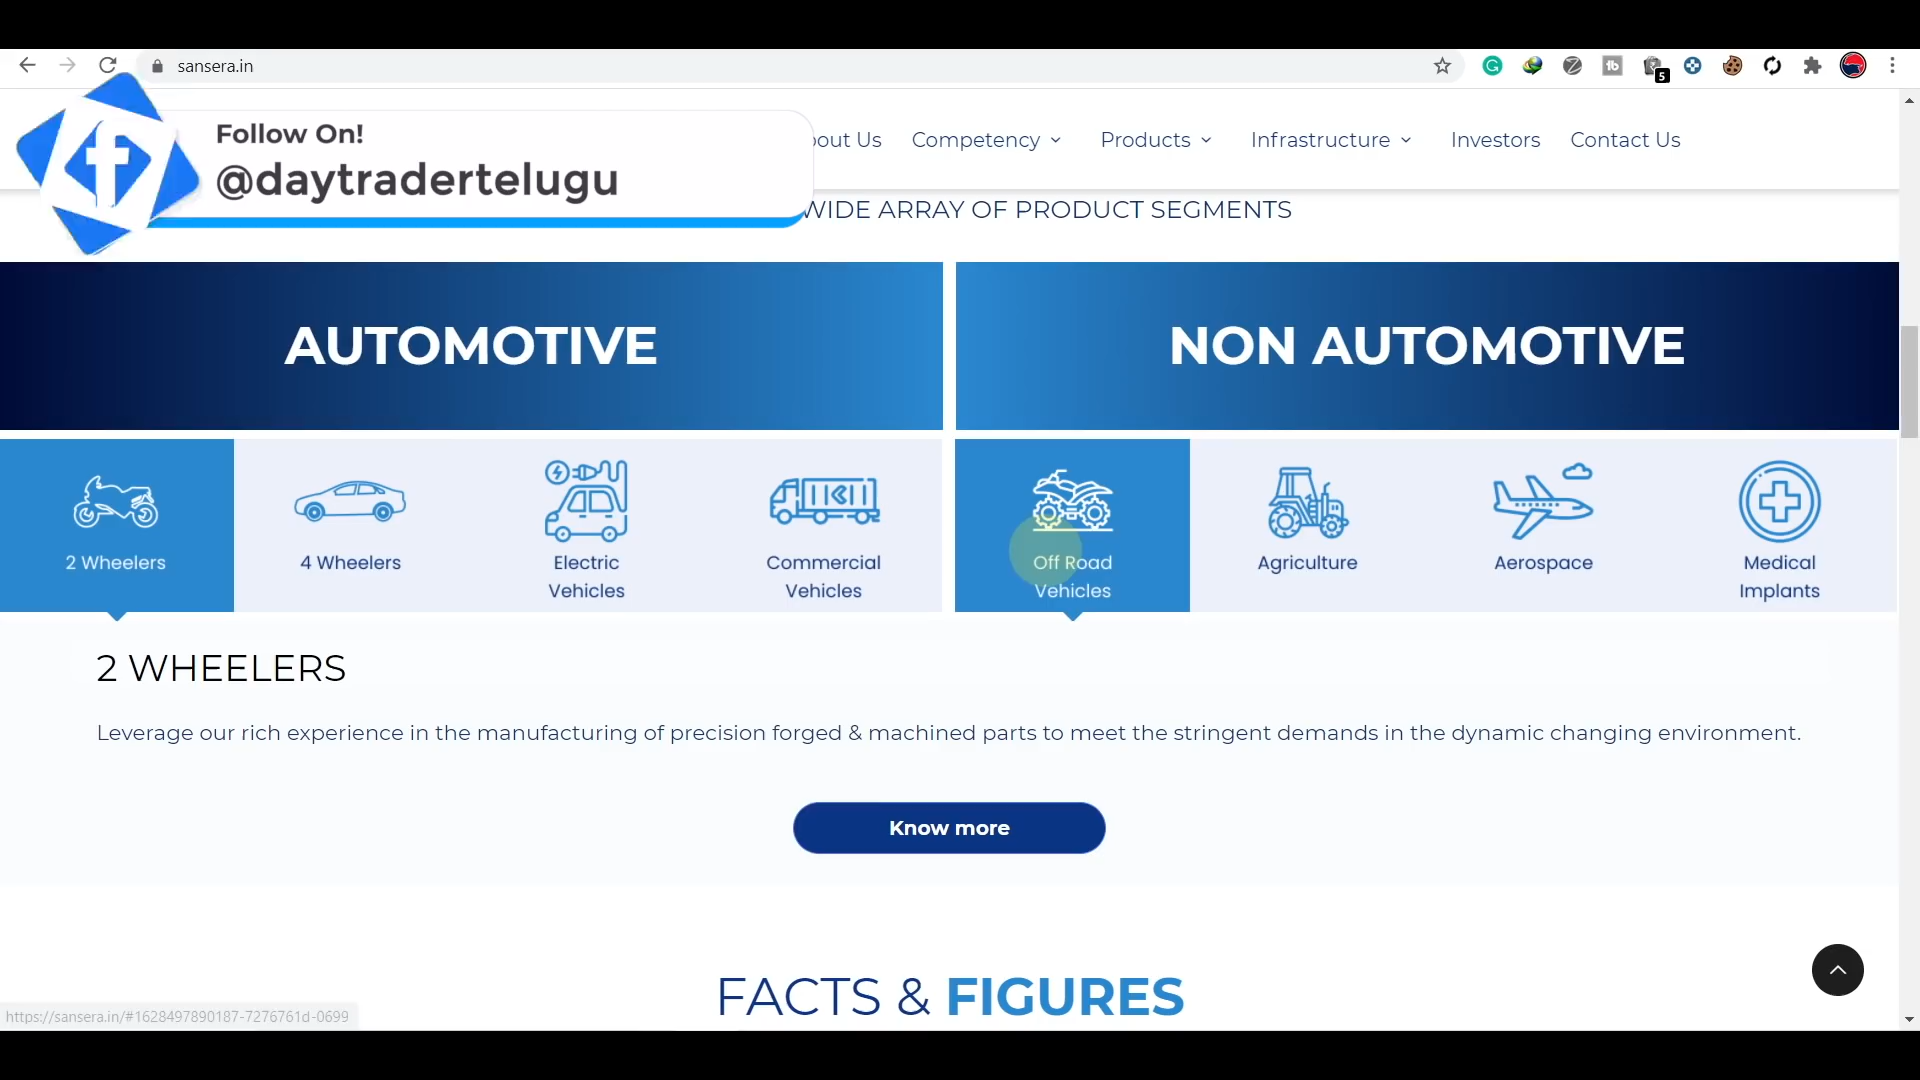 sansera.in
5
Follow On!
@daytradertelugu
out Us
Competency
Products
Infrastructure
Investors
Contact Us
WIDE ARRAY OF PRODUCT SEGMENTS
AUTOMOTIVE
NON AUTOMOTIVE
2 Wheelers
4 Wheelers
Electric
Vehicles
Commercial
Vehicles
Off Road
Vehicles
Agriculture
Aerospace
Medical
Implants
2 WHEELERS
Leverage our rich experience in the manufacturing of precision forged & machined parts to meet the stringent demands in the dynamic changing environment.
Know more
FACTS & FIGURES
https://sansera.in/#1628497890187-7276761d-0699